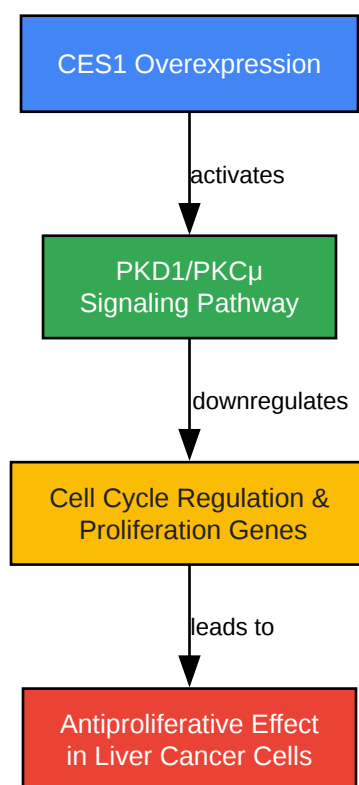 CES1 Overexpression
activates
PKD1/PKCμ
Signaling Pathway
downregulates
Cell Cycle Regulation &
Proliferation Genes
leads to
Antiproliferative Effect
in Liver Cancer Cells